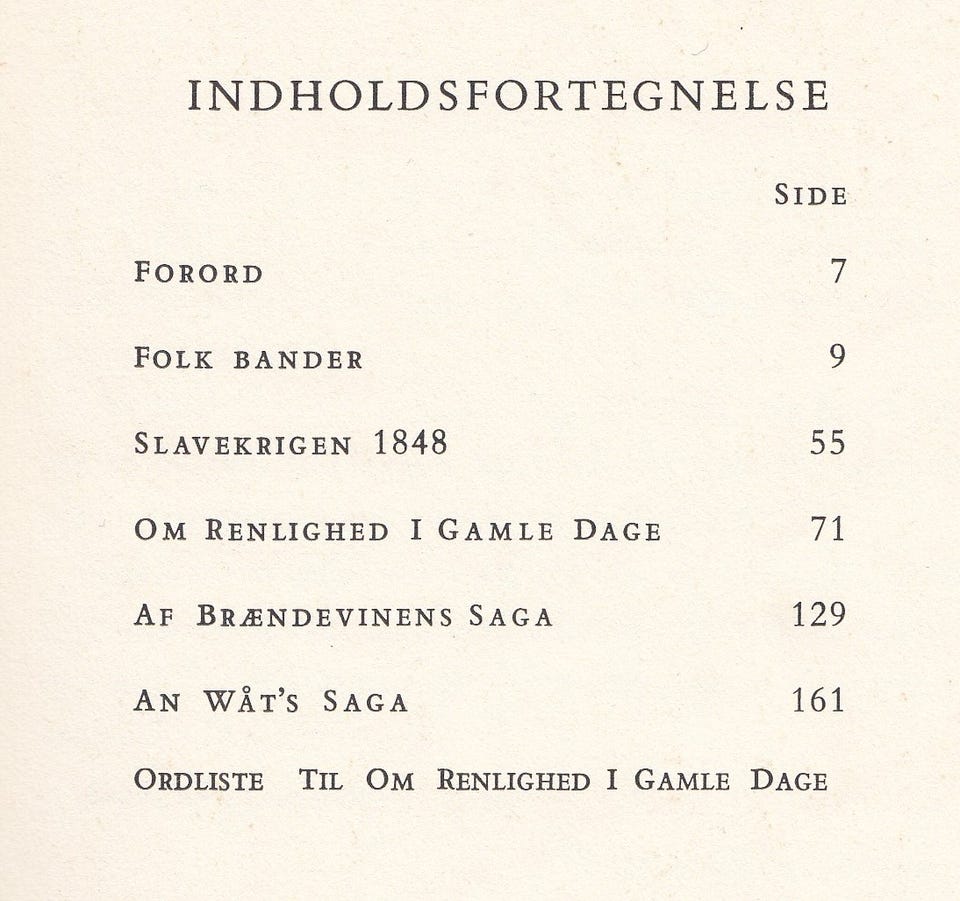 INDHOLDSFORTEGNELSE
SIDE
FORORD 7
FOLK BANDER 9
SLAVEKRIGEN 1848 55
OM RENLIGHED I GAMLE DAGE 71
AF BRÆNDEVINENS SAGA 129
AN WÅT'S SAGA 161
ORDLISTE TIL OM RENLIGHED I GAMLE DAGE